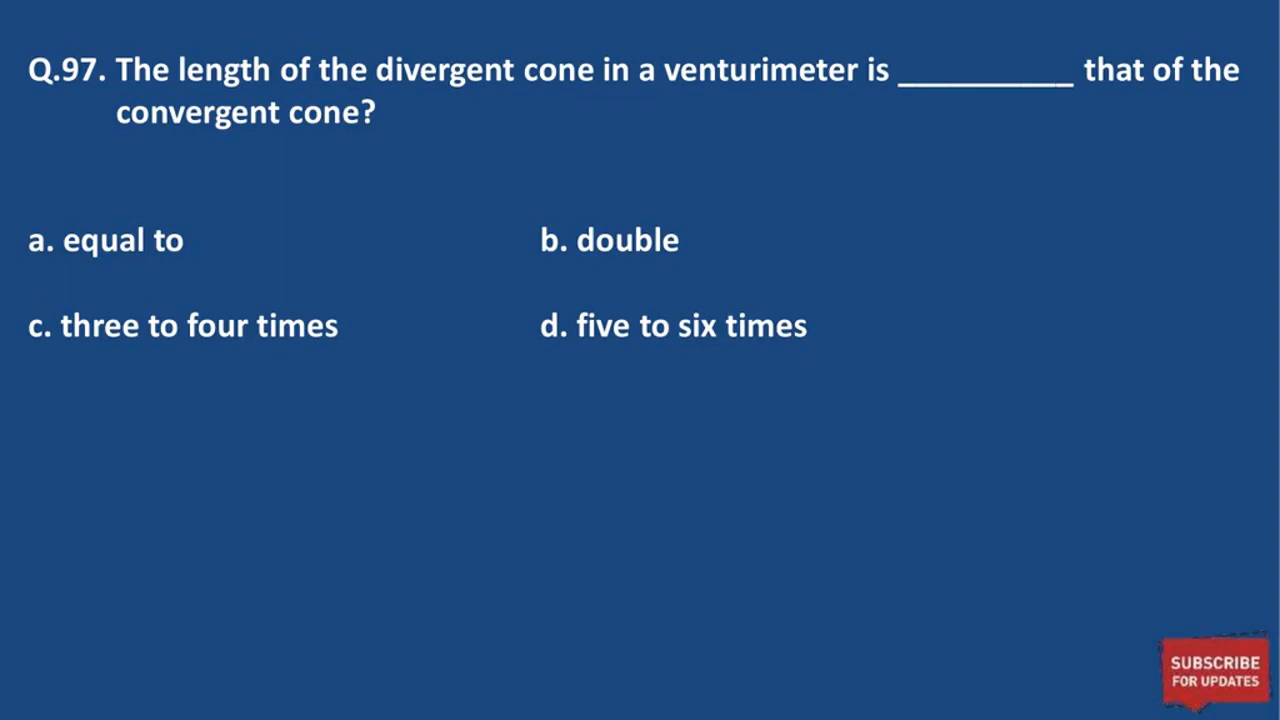 Q.97. The length of the divergent cone in a venturimeter is __________ that of the
convergent cone?
a. equal to
b. double
c. three to four times
d. five to six times
SUBSCRIBE
FOR UPDATES